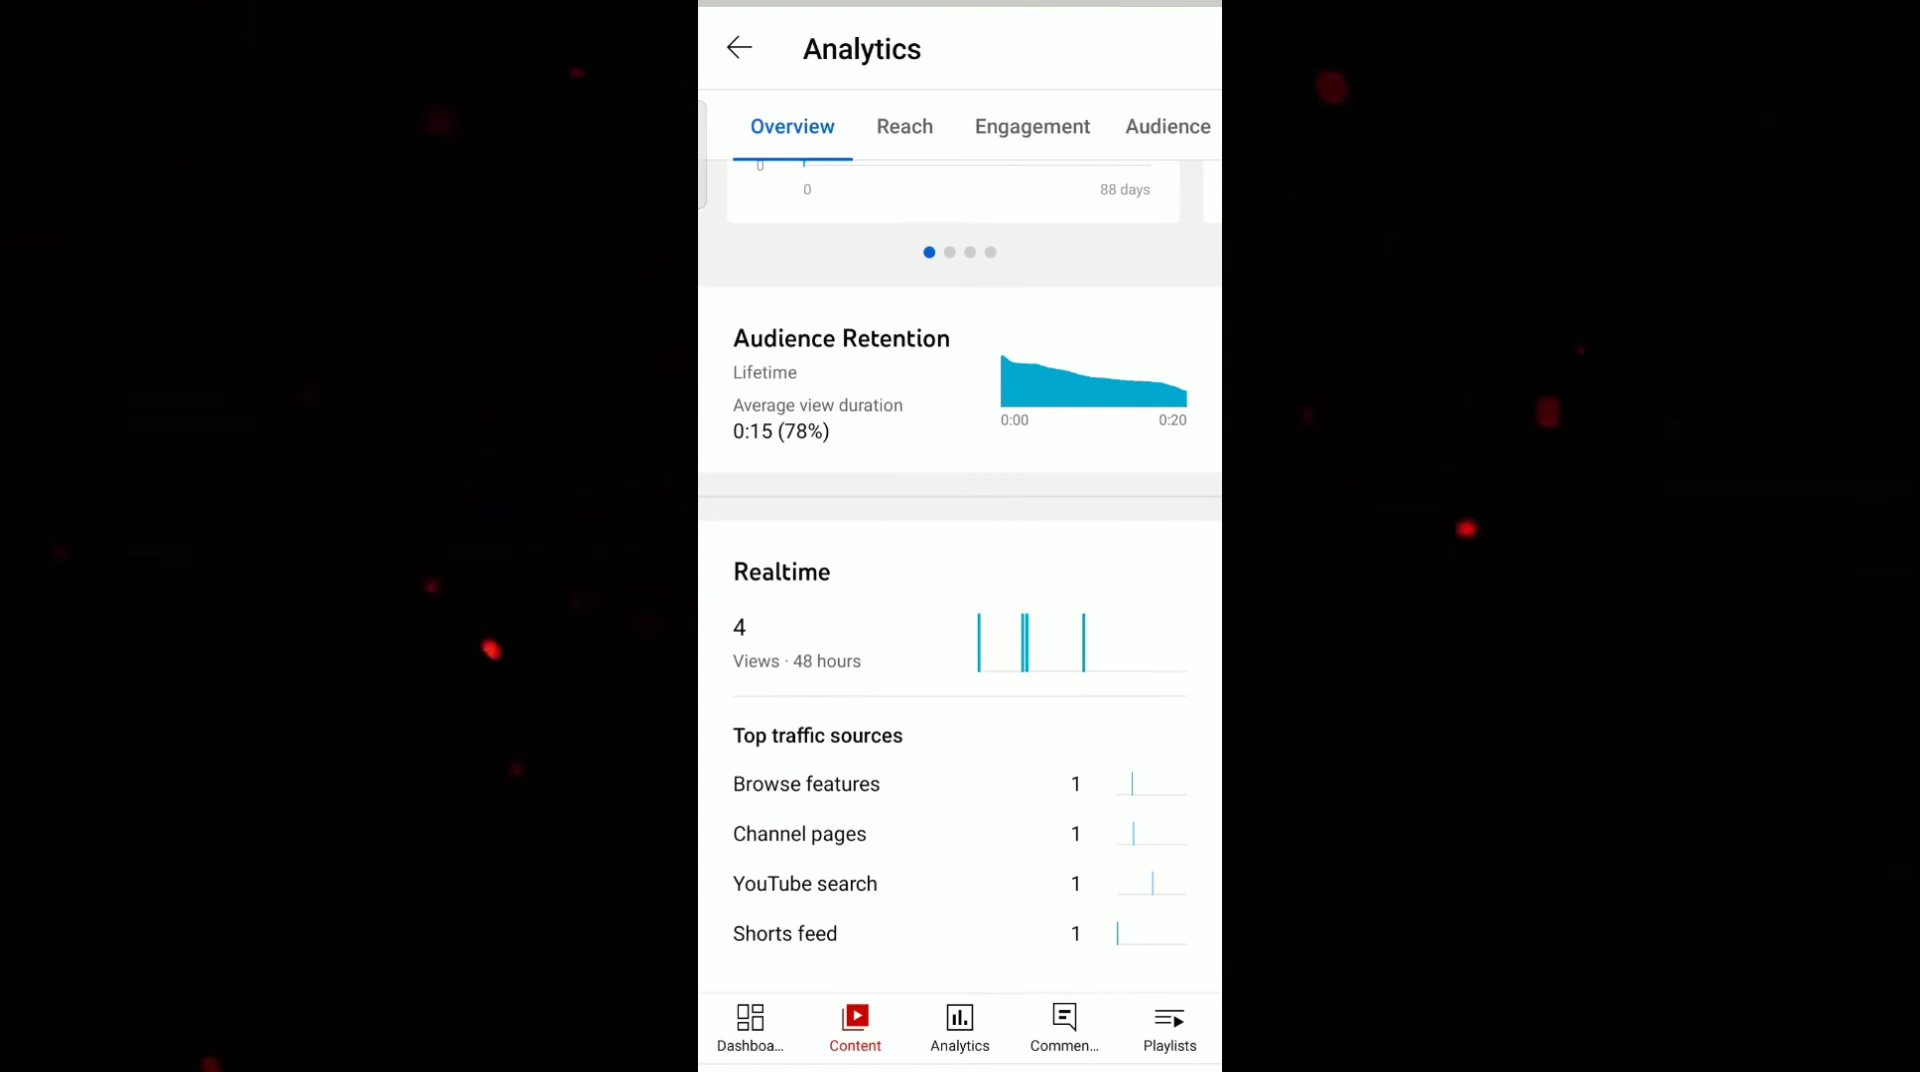 Analytics
Overview Reach Engagement Audience
0
0 88 days
Audience Retention
Lifetime
Average view duration
0:15 (78%)
0:00 0:20
Realtime
4
Views · 48 hours
Top traffic sources
Browse features 1
Channel pages 1
YouTube search 1
Shorts feed 1
Dashboa... Content Analytics Commen... Playlists